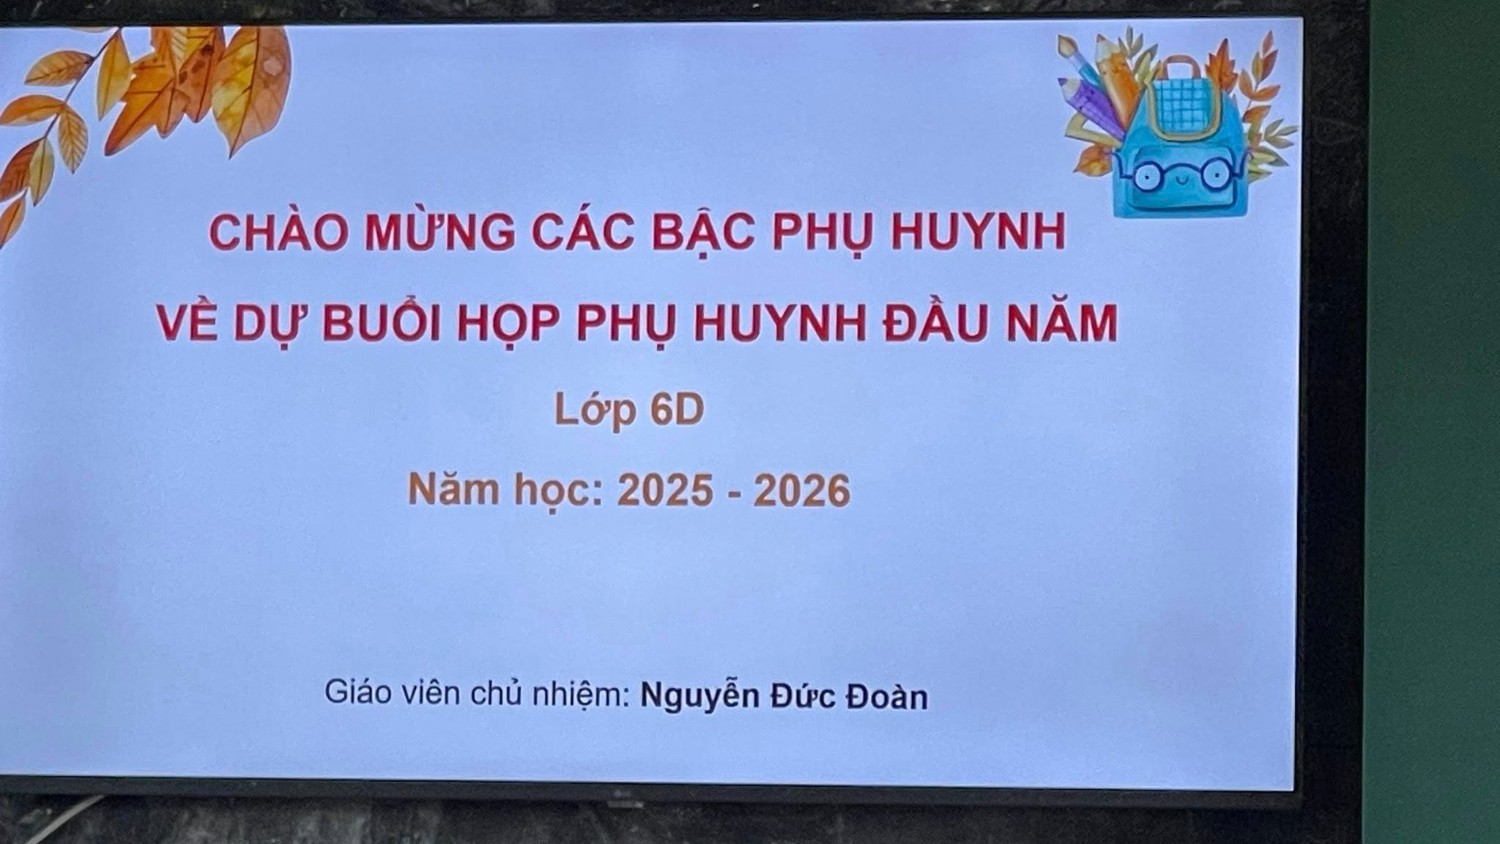 CHÀO MỪNG CÁC BẬC PHỤ HUYNH
VỀ DỰ BUỔI HỌP PHỤ HUYNH ĐẦU NĂM
Lớp 6D
Năm học: 2025 - 2026
Giáo viên chủ nhiệm: Nguyễn Đức Đoàn